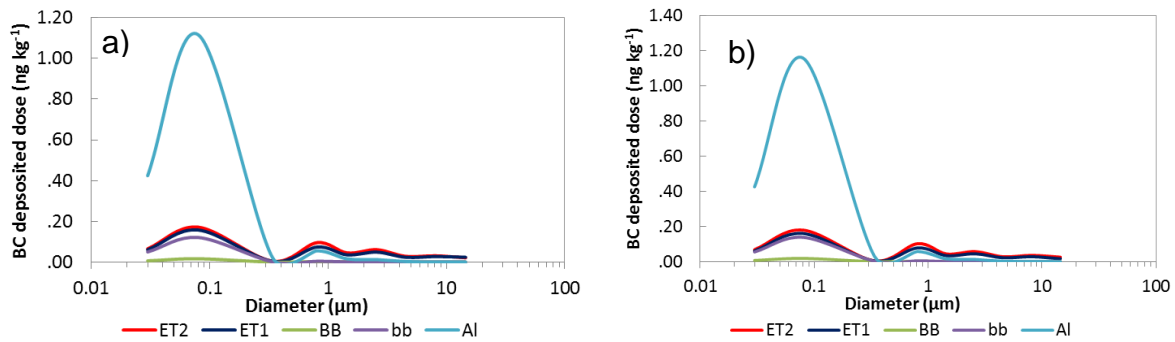 a)
BC depsosited dose (ng kg-1)
1.20
1.00
.80
.60
.40
.20
.00
0.01 0.1 1 10 100
Diameter (µm)
ET2 ET1 BB bb Al
b)
BC depsosited dose (ng kg-1)
1.40
1.20
1.00
.80
.60
.40
.20
.00
0.01 0.1 1 10 100
Diameter (µm)
ET2 ET1 BB bb Al